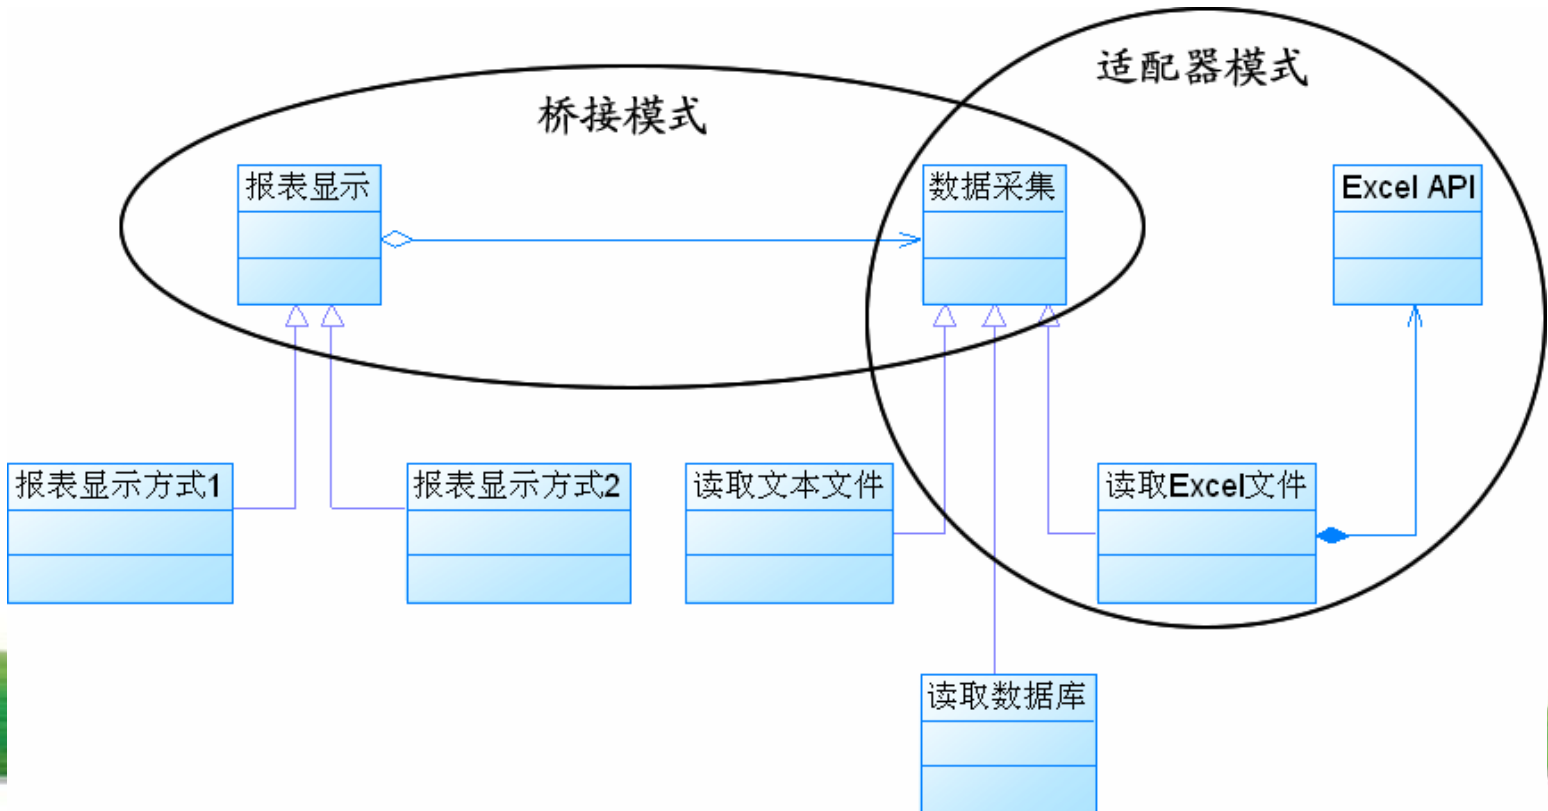 适配器模式
桥接模式
报表显示
数据采集
Excel API
报表显示方式1
报表显示方式2
读取文本文件
读取Excel文件
读取数据库